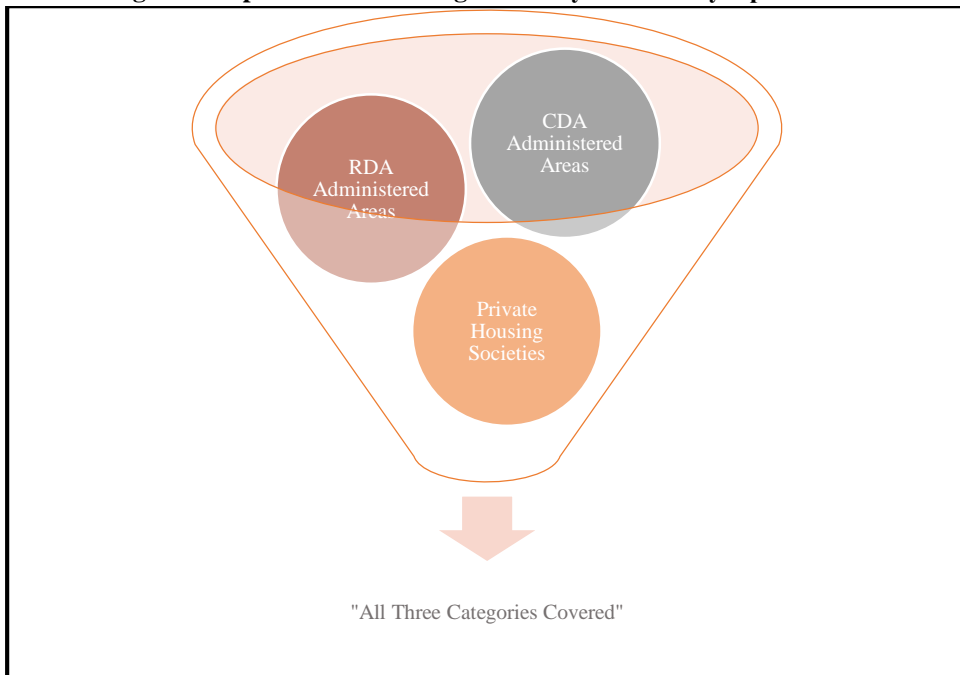 CDA
Administered
Areas
RDA
Administered
Areas
Private
Housing
Societies
"All Three Categories Covered"